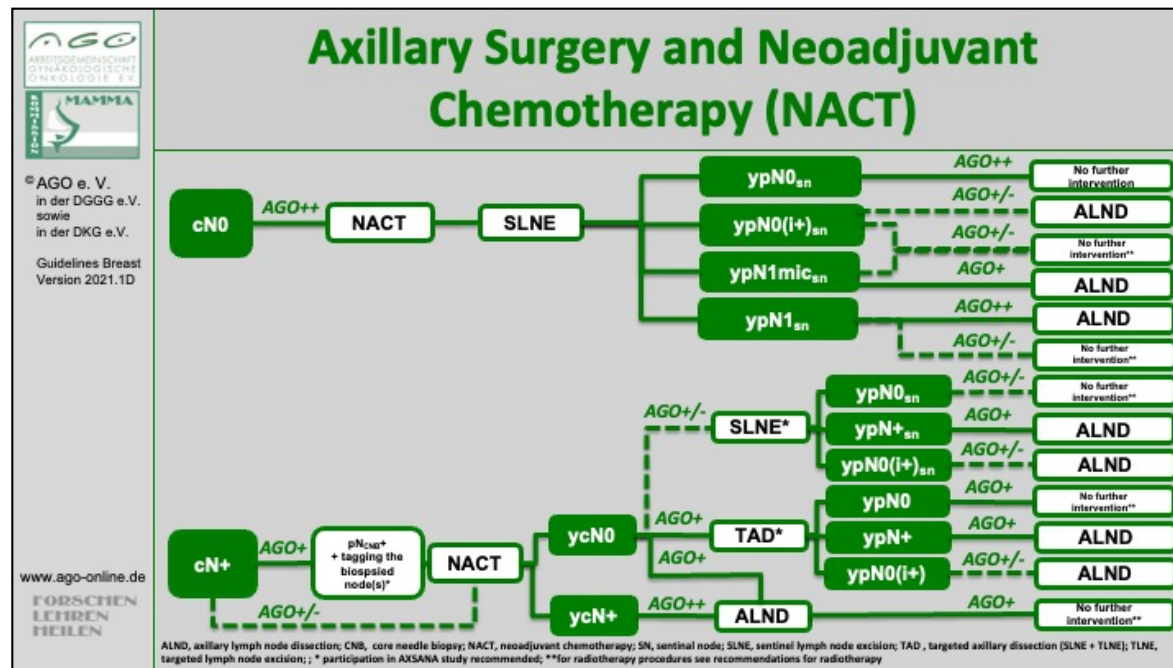 AGO
ARBEITSGEMEINSCHAFT
GYNÄKOLOGISCHE
ONKOLOGIE E.V.
KOMMISSION
MAMMA
© AGO e. V.
in der DGGG e.V.
sowie
in der DKG e.V.
Guidelines Breast
Version 2021.1D
www.ago-online.de
FORSCHEN
LEHREN
HEILEN
Axillary Surgery and Neoadjuvant
Chemotherapy (NACT)
cN0
AGO++
NACT
SLNE
ypN0sn
AGO++
No further
intervention
ypN0(i+)sn
AGO+/-
ALND
AGO+/-
No further
intervention**
ypN1micsn
AGO+
ALND
ypN1sn
AGO++
ALND
AGO+/-
No further
intervention**
cN+
AGO+
pNCNB+
+ tagging the
biospsied
node(s)*
AGO+/-
NACT
ycN0
AGO+/-
SLNE*
ypN0sn
AGO+/-
No further
intervention**
ypN+sn
AGO+
ALND
ypN0(i+)sn
AGO+/-
ALND
AGO+
TAD*
ypN0
AGO+
No further
intervention**
ypN+
AGO+
ALND
ypN0(i+)
AGO+/-
ALND
AGO+
ycN+
AGO++
ALND
AGO+
No further
intervention**
ALND, axillary lymph node dissection; CNB, core needle biopsy; NACT, neoadjuvant chemotherapy; SN, sentinal node; SLNE, sentinel lymph node excision; TAD , targeted axillary dissection (SLNE + TLNE); TLNE,
targeted lymph node excision; ; * participation in AXSANA study recommended; **for radiotherapy procedures see recommendations for radiotherapy